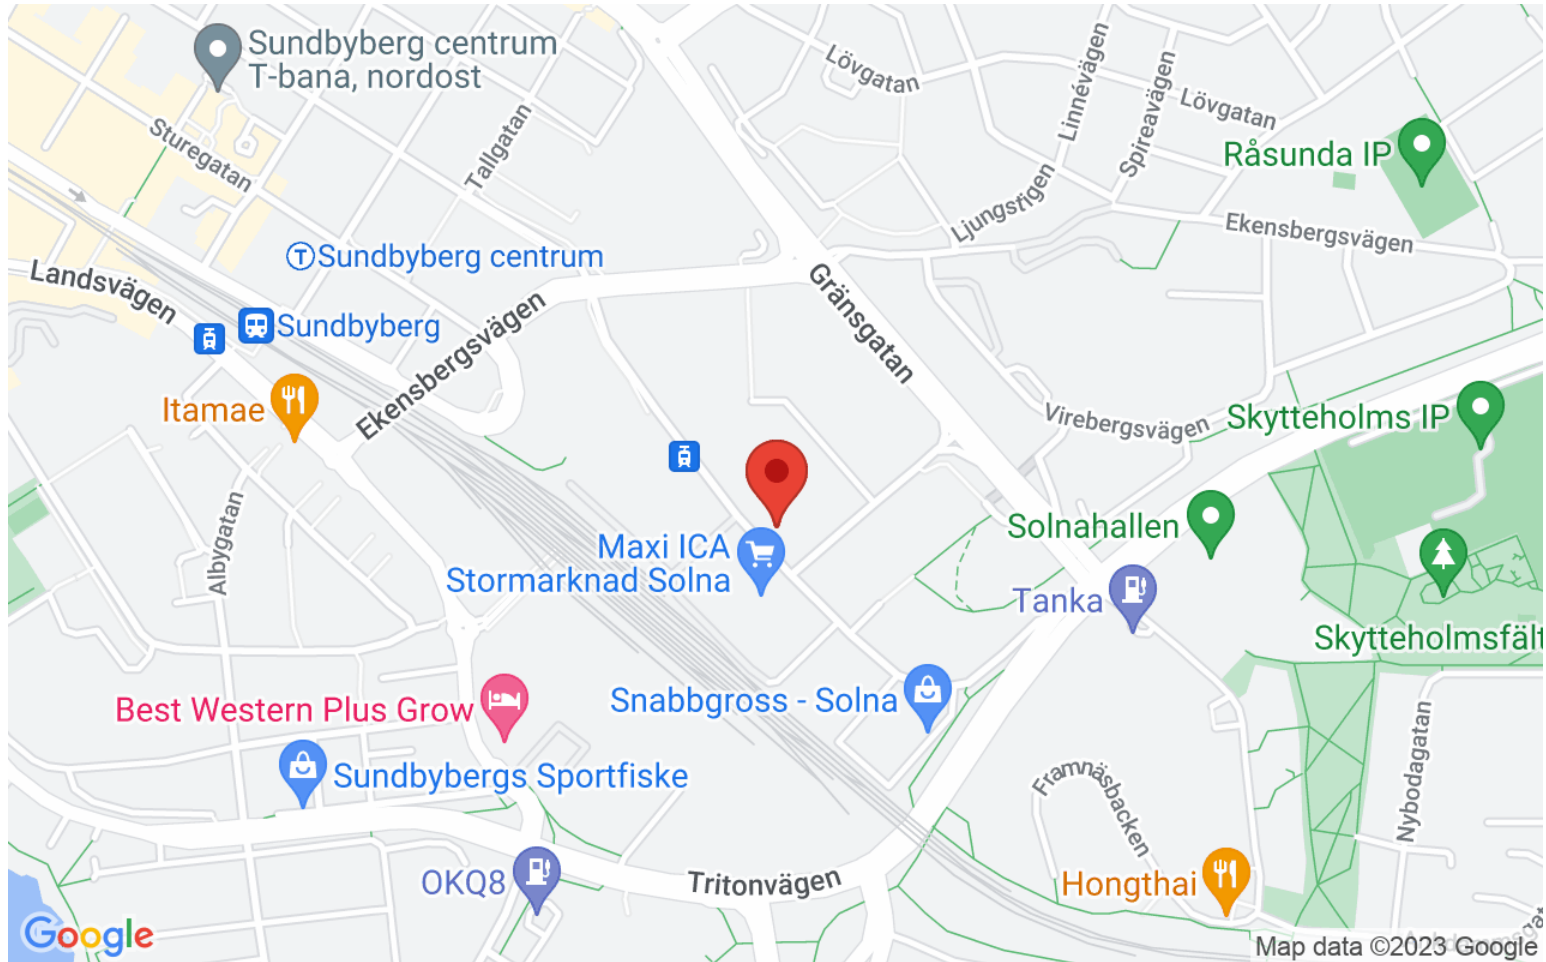 Sundbyberg centrum
T-bana, nordost
Lövgatan
Linnévägen
Spireavägen
Lövgatan
Råsunda IP
Sturegatan
Tallgatan
Ljungstigen
Ekensbergsvägen
Sundbyberg centrum
Landsvägen
Sundbyberg
Gränsgatan
Ekensbergsvägen
Itamae
Virebergsvägen
Skytteholms IP
Albygatan
Maxi ICA
Stormarknad Solna
Solnahallen
Tanka
Skytteholmsfält
Best Western Plus Grow
Snabbgross - Solna
Sundbybergs Sportfiske
Framnäsbacken
Nybodagatan
OKQ8
Tritonvägen
Hongthai
Google
Map data ©2023 Google